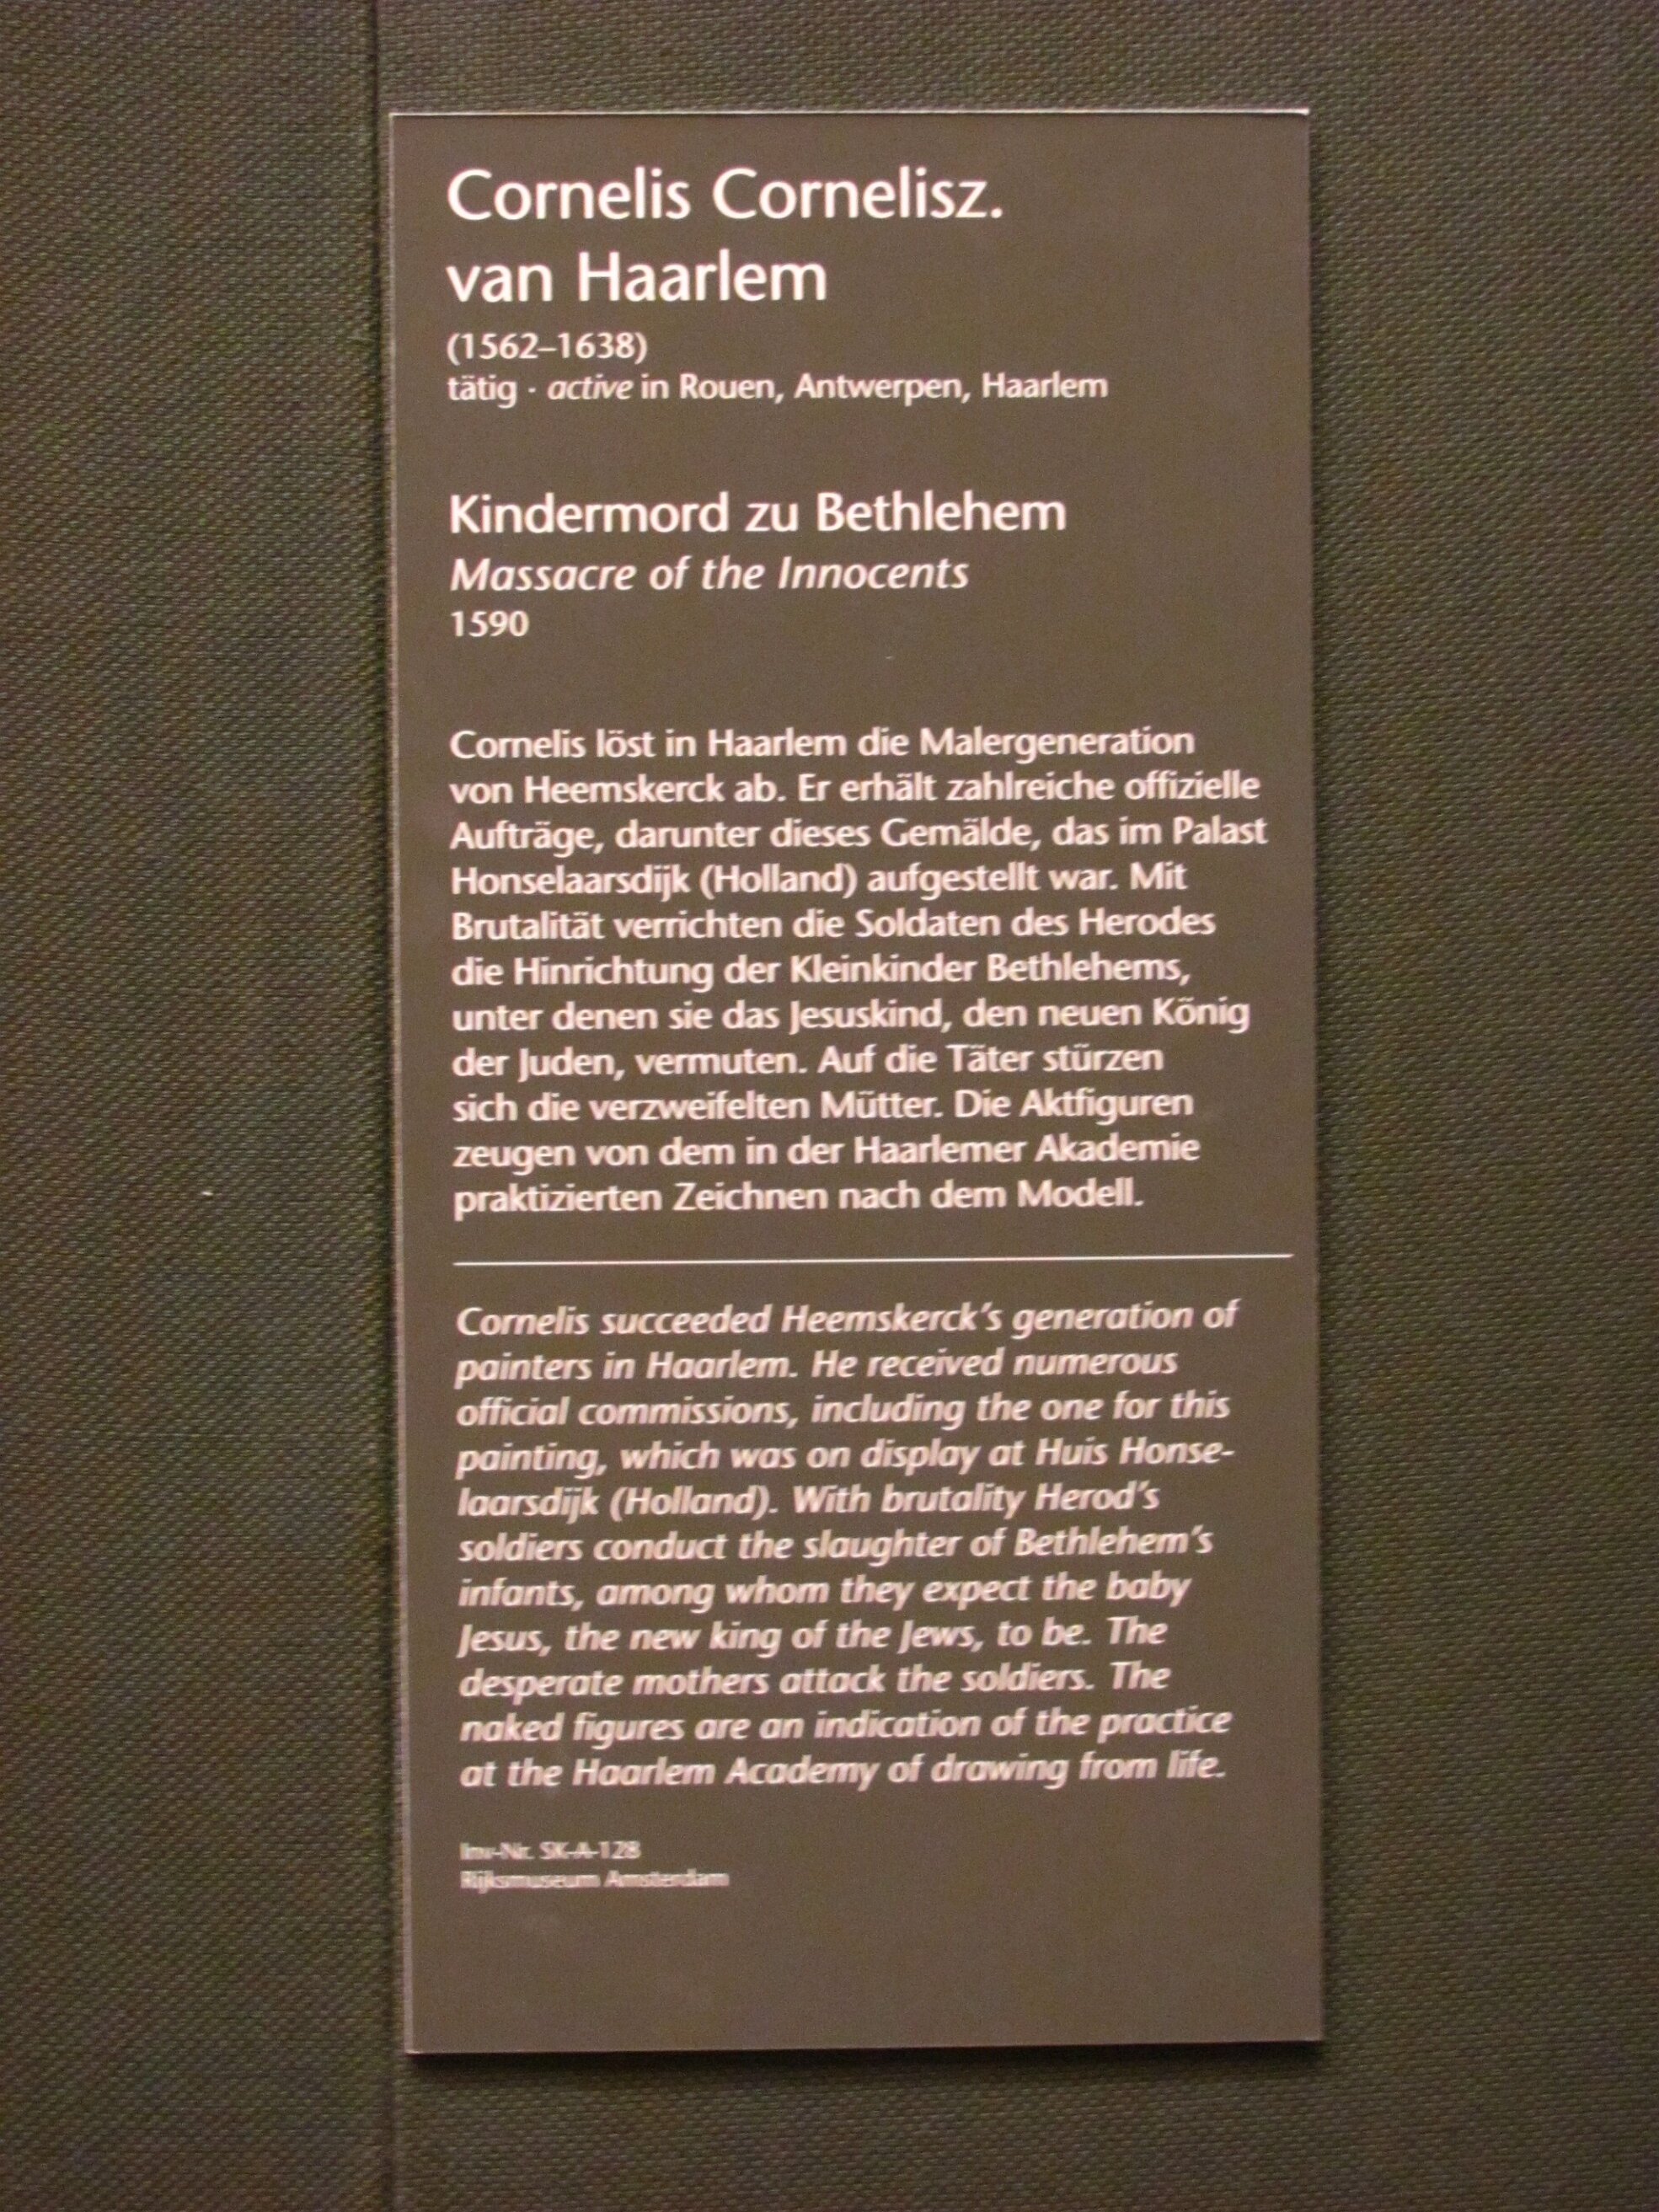 Cornelis Cornelisz.
van Haarlem
(1562–1638)
tätig · active in Rouen, Antwerpen, Haarlem
Kindermord zu Bethlehem
Massacre of the Innocents
1590
Cornelis löst in Haarlem die Malergeneration
von Heemskerck ab. Er erhält zahlreiche offizielle
Aufträge, darunter dieses Gemälde, das im Palast
Honselaarsdijk (Holland) aufgestellt war. Mit
Brutalität verrichten die Soldaten des Herodes
die Hinrichtung der Kleinkinder Bethlehems,
unter denen sie das Jesuskind, den neuen König
der Juden, vermuten. Auf die Täter stürzen
sich die verzweifelten Mütter. Die Aktfiguren
zeugen von dem in der Haarlemer Akademie
praktizierten Zeichnen nach dem Modell.
Cornelis succeeded Heemskerck's generation of
painters in Haarlem. He received numerous
official commissions, including the one for this
painting, which was on display at Huis Honse-
laarsdijk (Holland). With brutality Herod's
soldiers conduct the slaughter of Bethlehem's
infants, among whom they expect the baby
Jesus, the new king of the Jews, to be. The
desperate mothers attack the soldiers. The
naked figures are an indication of the practice
at the Haarlem Academy of drawing from life.
Inv-Nr. SK-A-128
Rijksmuseum Amsterdam